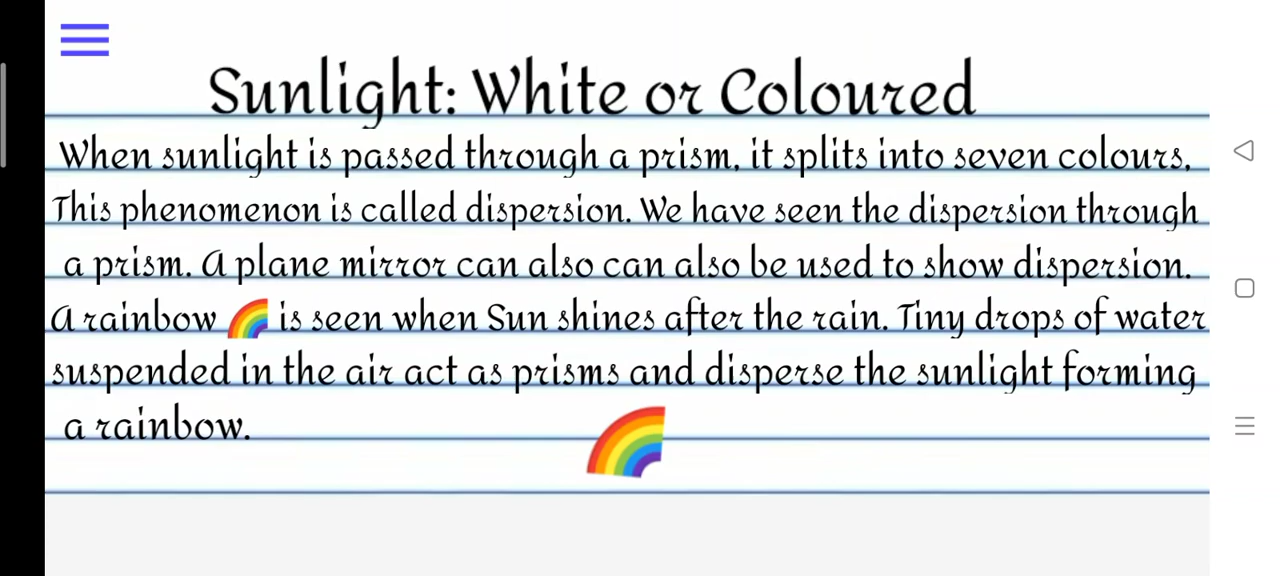 Sunlight: White or Coloured
When sunlight is passed through a prism, it splits into seven colours,
This phenomenon is called dispersion. We have seen the dispersion through
a prism. A plane mirror can also can also be used to show dispersion.
A rainbow 🌈 is seen when Sun shines after the rain. Tiny drops of water
suspended in the air act as prisms and disperse the sunlight forming
a rainbow.